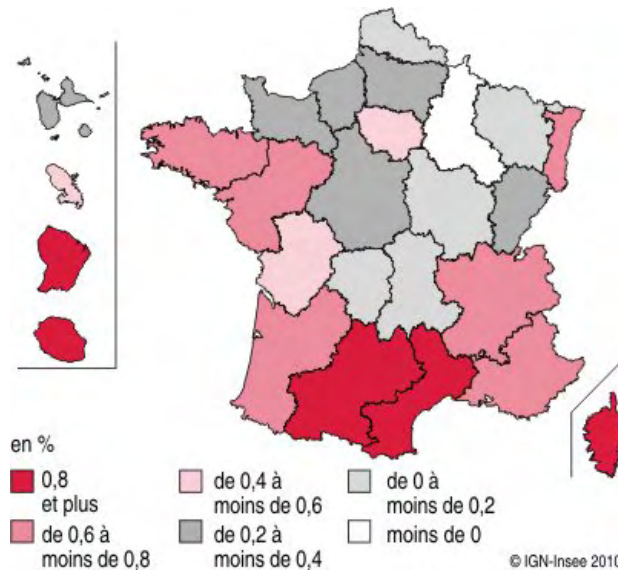 en %
0,8
et plus
de 0,6 à
moins de 0,8
de 0,4 à
moins de 0,6
de 0,2 à
moins de 0,4
de 0 à
moins de 0,2
moins de 0
© IGN-Insee 2010